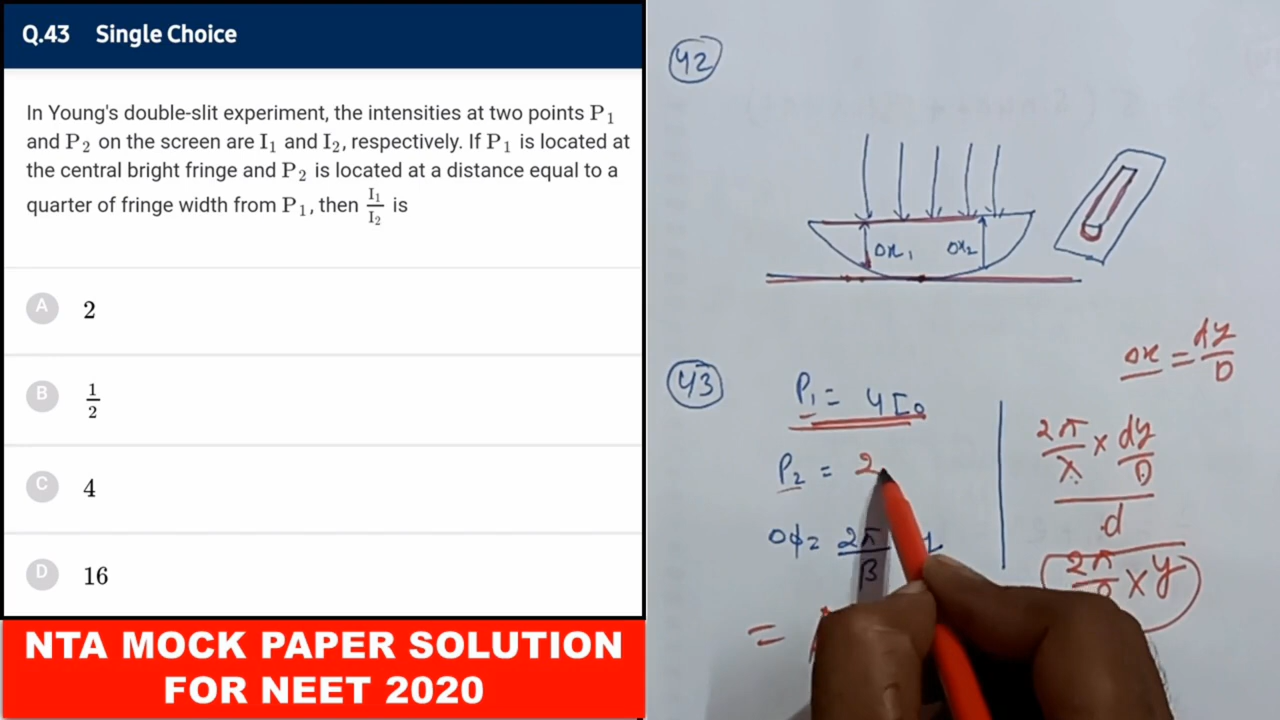 Q.43 Single Choice
In Young's double-slit experiment, the intensities at two points P₁
and P₂ on the screen are I₁ and I₂, respectively. If P₁ is located at
the central bright fringe and P₂ is located at a distance equal to a
quarter of fringe width from P₁, then I₁/I₂ is
A 2
B 1/2
C 4
D 16
NTA MOCK PAPER SOLUTION
FOR NEET 2020
42
Δx₁ Δx₂
Δx = dy/D
43
P₁ = 4I₀
P₂ = 2
Δφ = 2π/β
=
2π/λ × dy/D
d
2π × y